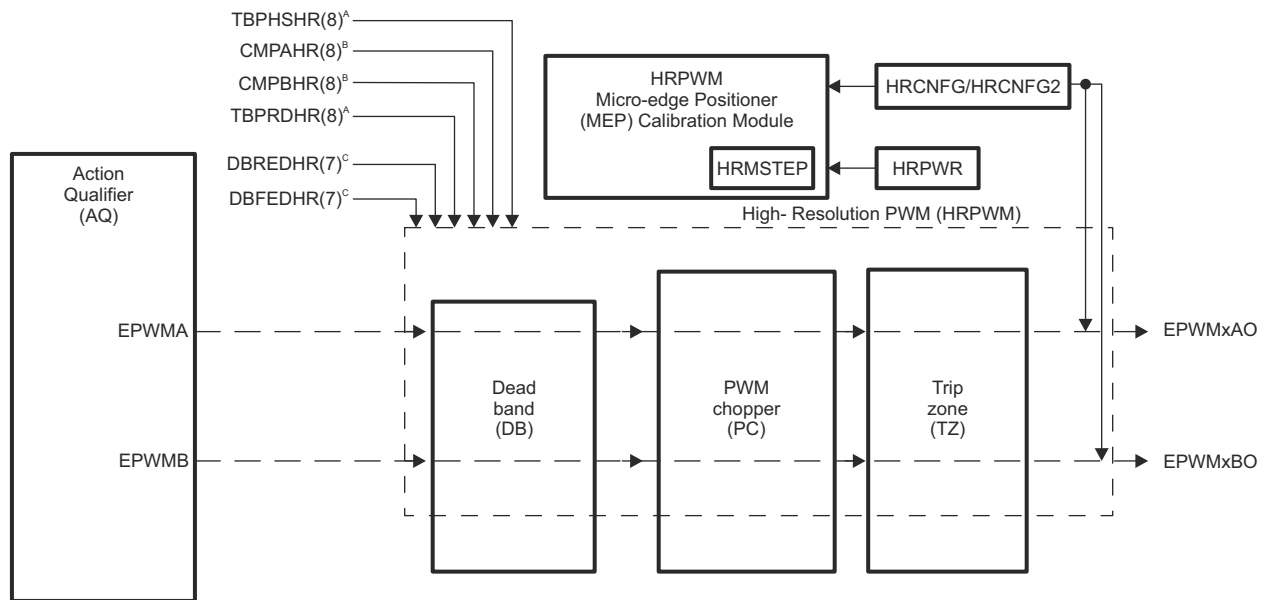 TBPHSHR(8)A
CMPAHR(8)B
CMPBHR(8)B
TBPRDHR(8)A
DBREDHR(7)C
DBFEDHR(7)C
HRPWM
Micro-edge Positioner
(MEP) Calibration Module
HRMSTEP
HRCNFG/HRCNFG2
HRPWR
High- Resolution PWM (HRPWM)
Action
Qualifier
(AQ)
EPWMA
EPWMB
Dead
band
(DB)
PWM
chopper
(PC)
Trip
zone
(TZ)
EPWMxAO
EPWMxBO